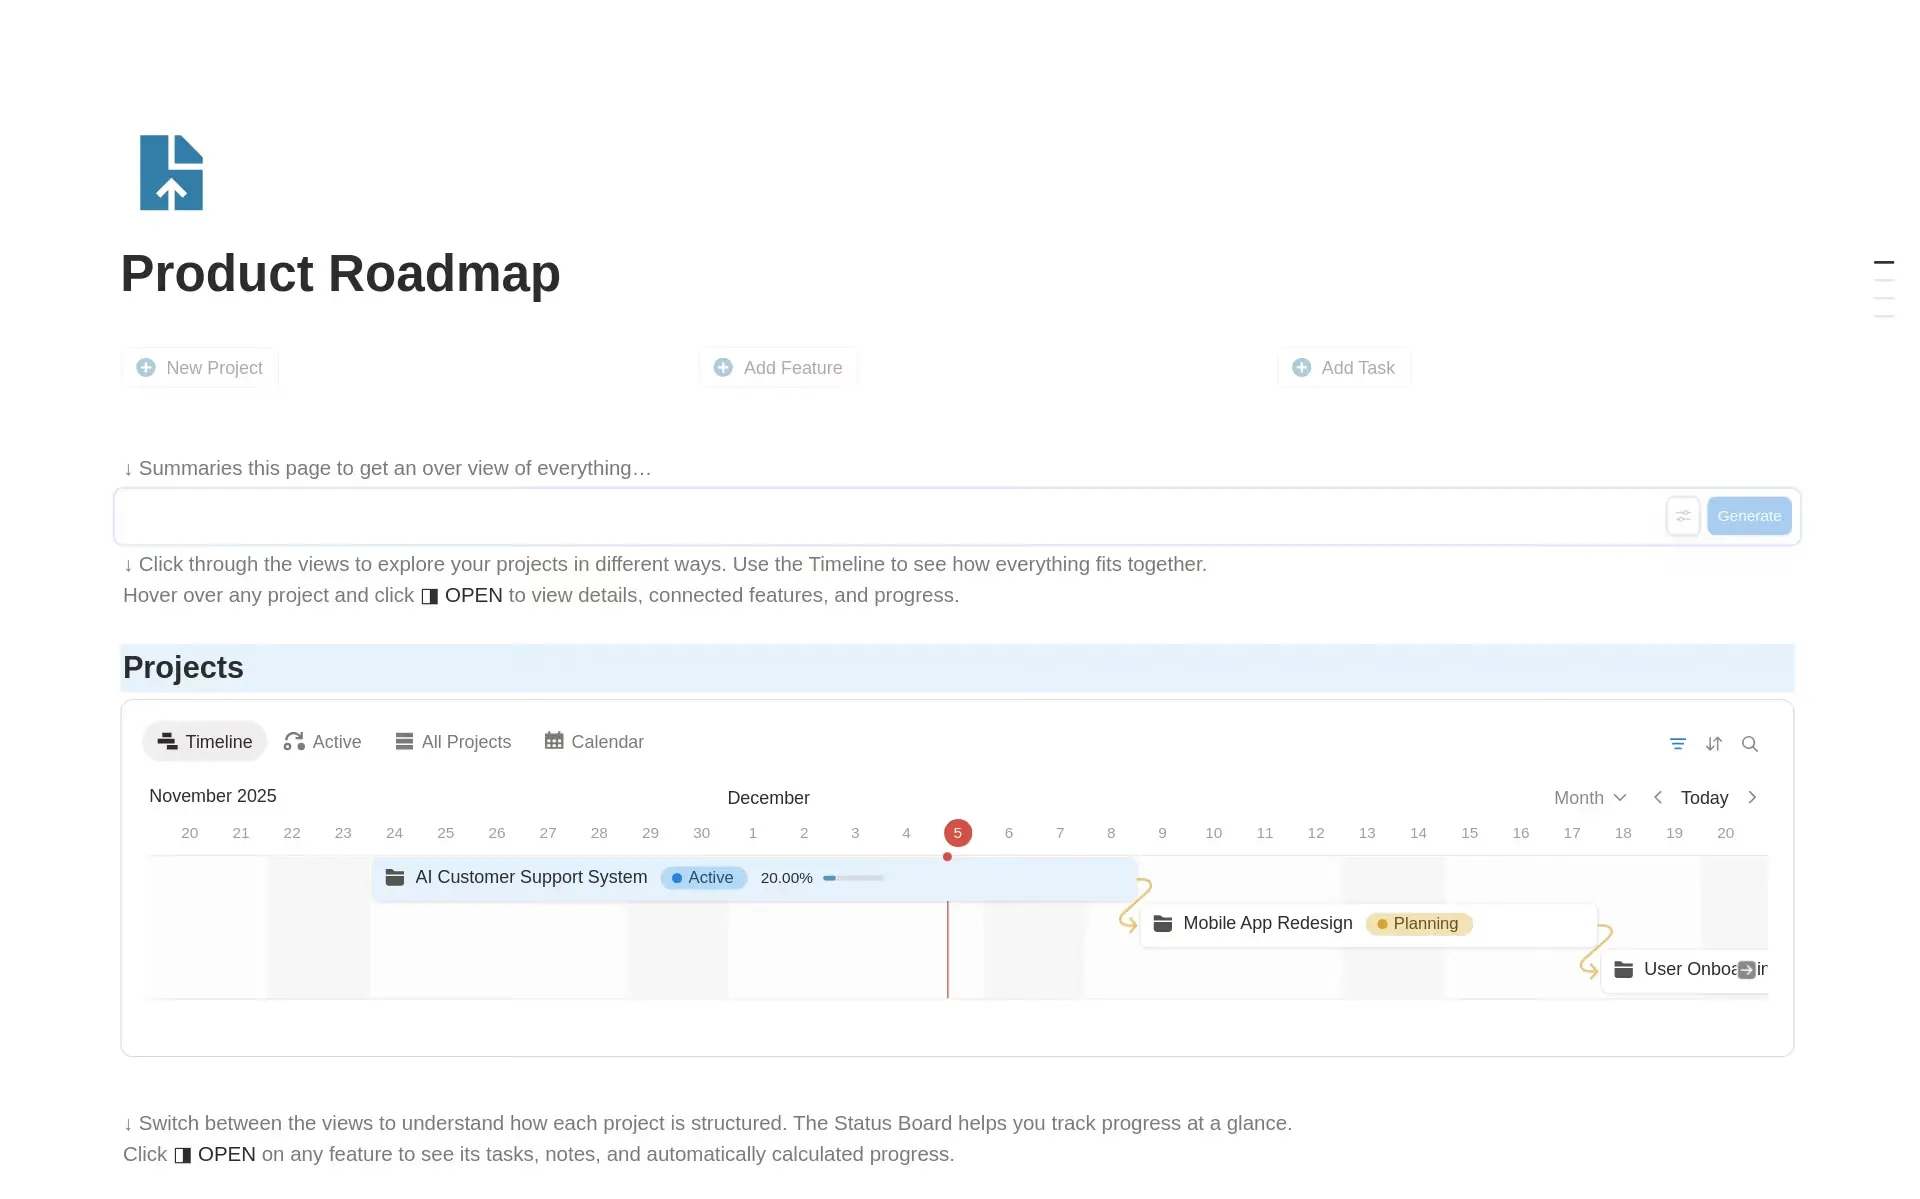 Product Roadmap
New Project
Add Feature
Add Task
↓ Summaries this page to get an over view of everything…
Generate
↓ Click through the views to explore your projects in different ways. Use the Timeline to see how everything fits together.
Hover over any project and click ◨ OPEN to view details, connected features, and progress.
Projects
Timeline
Active
All Projects
Calendar
November 2025
December
Month
Today
20 21 22 23 24 25 26 27 28 29 30 1 2 3 4 5 6 7 8 9 10 11 12 13 14 15 16 17 18 19 20
AI Customer Support System Active 20.00%
Mobile App Redesign Planning
User
↓ Switch between the views to understand how each project is structured. The Status Board helps you track progress at a glance.
Click ◨ OPEN on any feature to see its tasks, notes, and automatically calculated progress.